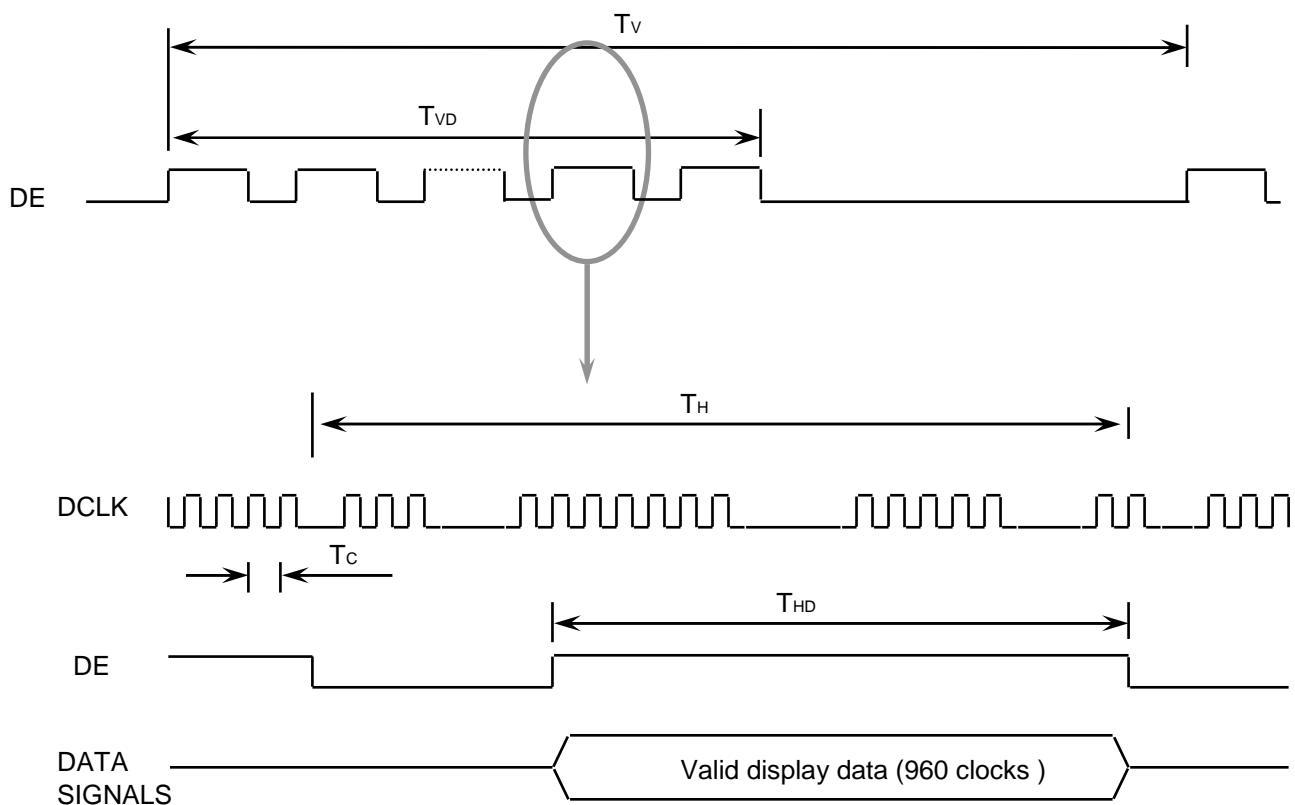 TV
TVD
DE
TH
DCLK
TC
THD
DE
DATA
SIGNALS
Valid display data (960 clocks )